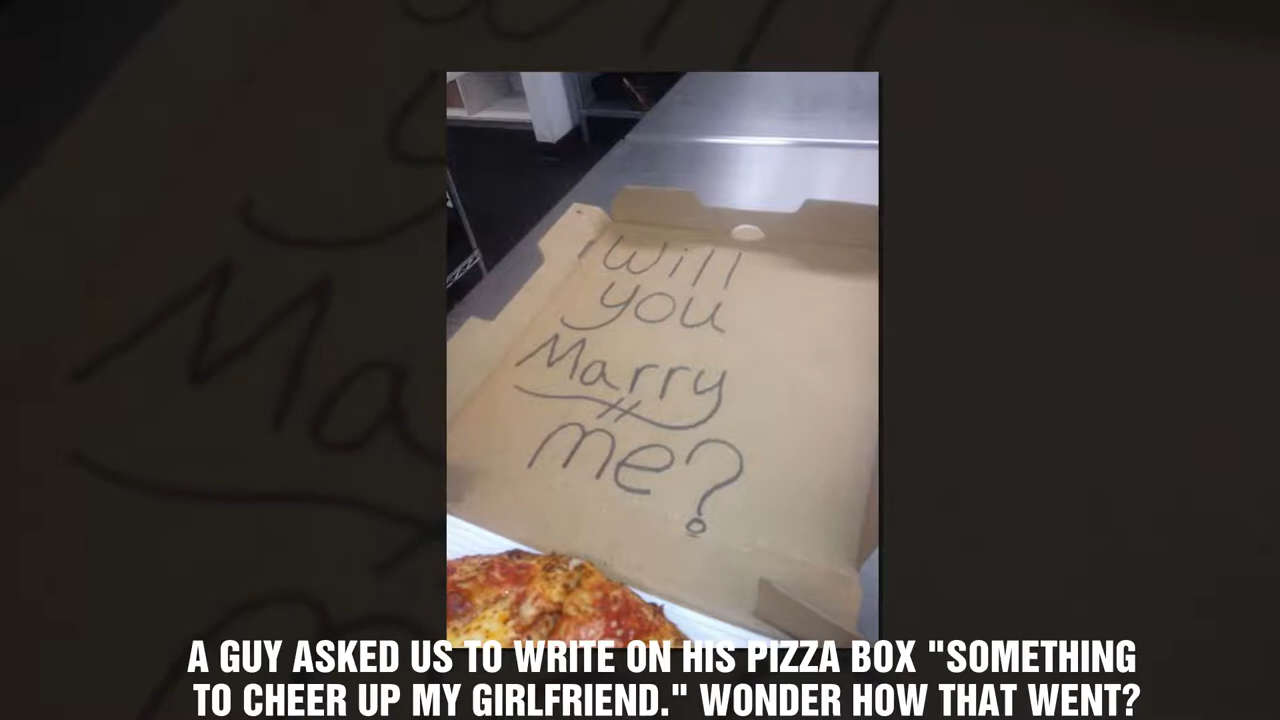 Will
you
Marry
me?
A GUY ASKED US TO WRITE ON HIS PIZZA BOX "SOMETHING
TO CHEER UP MY GIRLFRIEND." WONDER HOW THAT WENT?